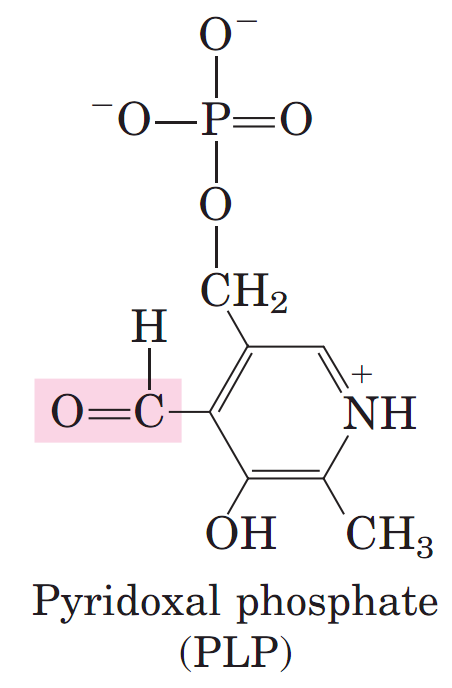 O⁻
⁻O—P=O
O
CH₂
H
O=C
+
NH
OH CH₃
Pyridoxal phosphate
(PLP)